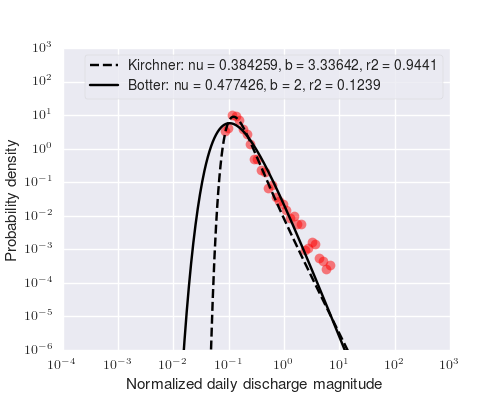 Kirchner: nu = 0.384259, b = 3.33642, r2 = 0.9441
Botter: nu = 0.477426, b = 2, r2 = 0.1239
Probability density
10³
10²
10¹
10⁰
10⁻¹
10⁻²
10⁻³
10⁻⁴
10⁻⁵
10⁻⁶
10⁻⁴ 10⁻³ 10⁻² 10⁻¹ 10⁰ 10¹ 10² 10³
Normalized daily discharge magnitude